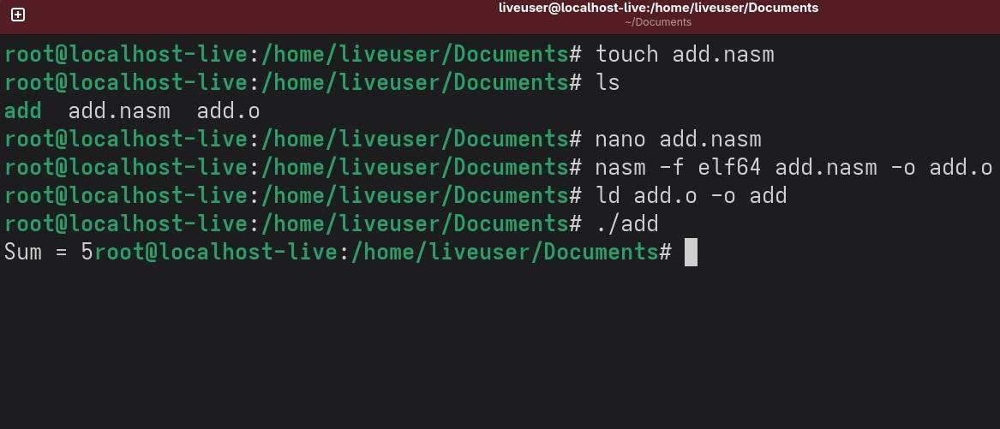 liveuser@localhost-live:/home/liveuser/Documents
~/Documents
root@localhost-live:/home/liveuser/Documents# touch add.nasm
root@localhost-live:/home/liveuser/Documents# ls
add  add.nasm  add.o
root@localhost-live:/home/liveuser/Documents# nano add.nasm
root@localhost-live:/home/liveuser/Documents# nasm -f elf64 add.nasm -o add.o
root@localhost-live:/home/liveuser/Documents# ld add.o -o add
root@localhost-live:/home/liveuser/Documents# ./add
Sum = 5root@localhost-live:/home/liveuser/Documents#